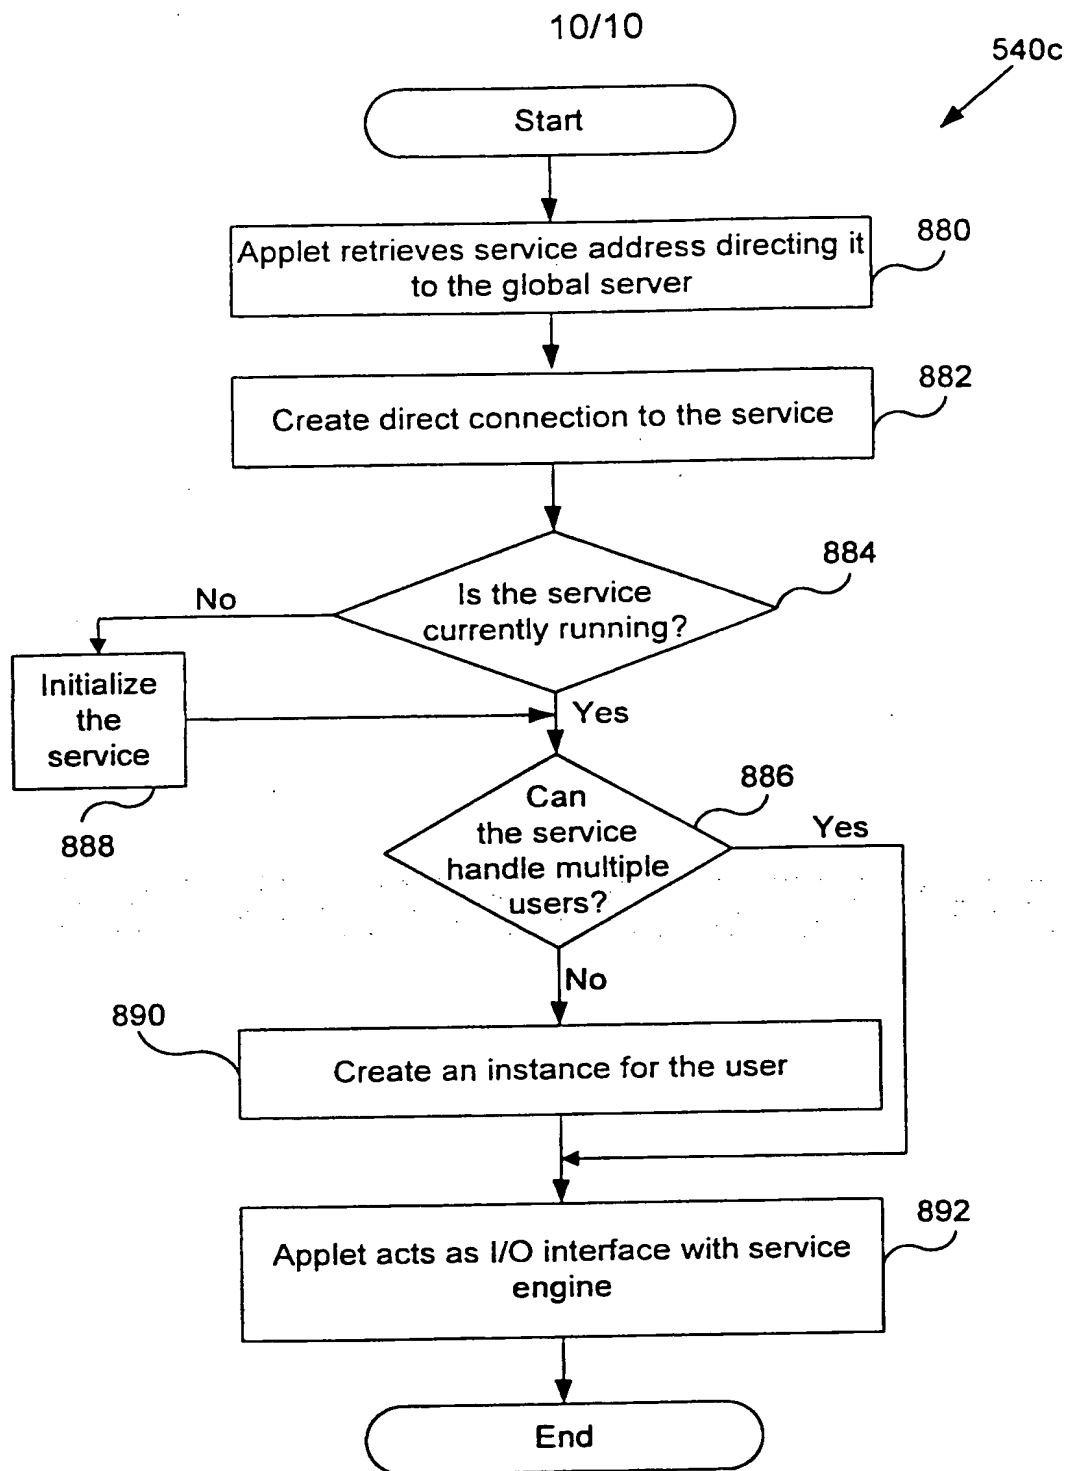 10/10
540c
Start
Applet retrieves service address directing it
to the global server
880
Create direct connection to the service
882
Is the service
currently running?
884
No
Initialize
the
service
888
Yes
Can
the service
handle multiple
users?
886
Yes
No
890
Create an instance for the user
Applet acts as I/O interface with service
engine
892
End